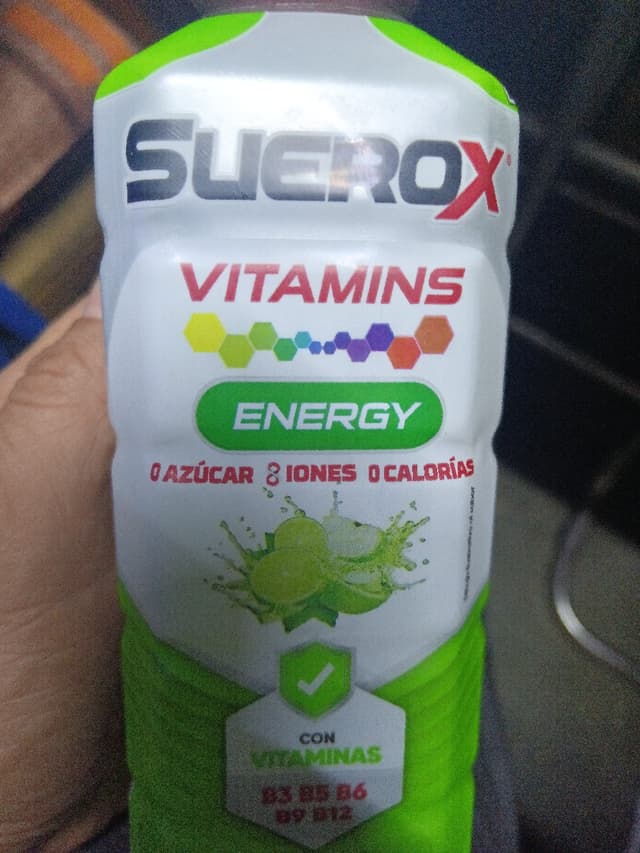 SUEROX®
VITAMINS
ENERGY
0 AZÚCAR 8 IONES 0 CALORÍAS
CON
VITAMINAS
B3 B5 B6
B9 B12